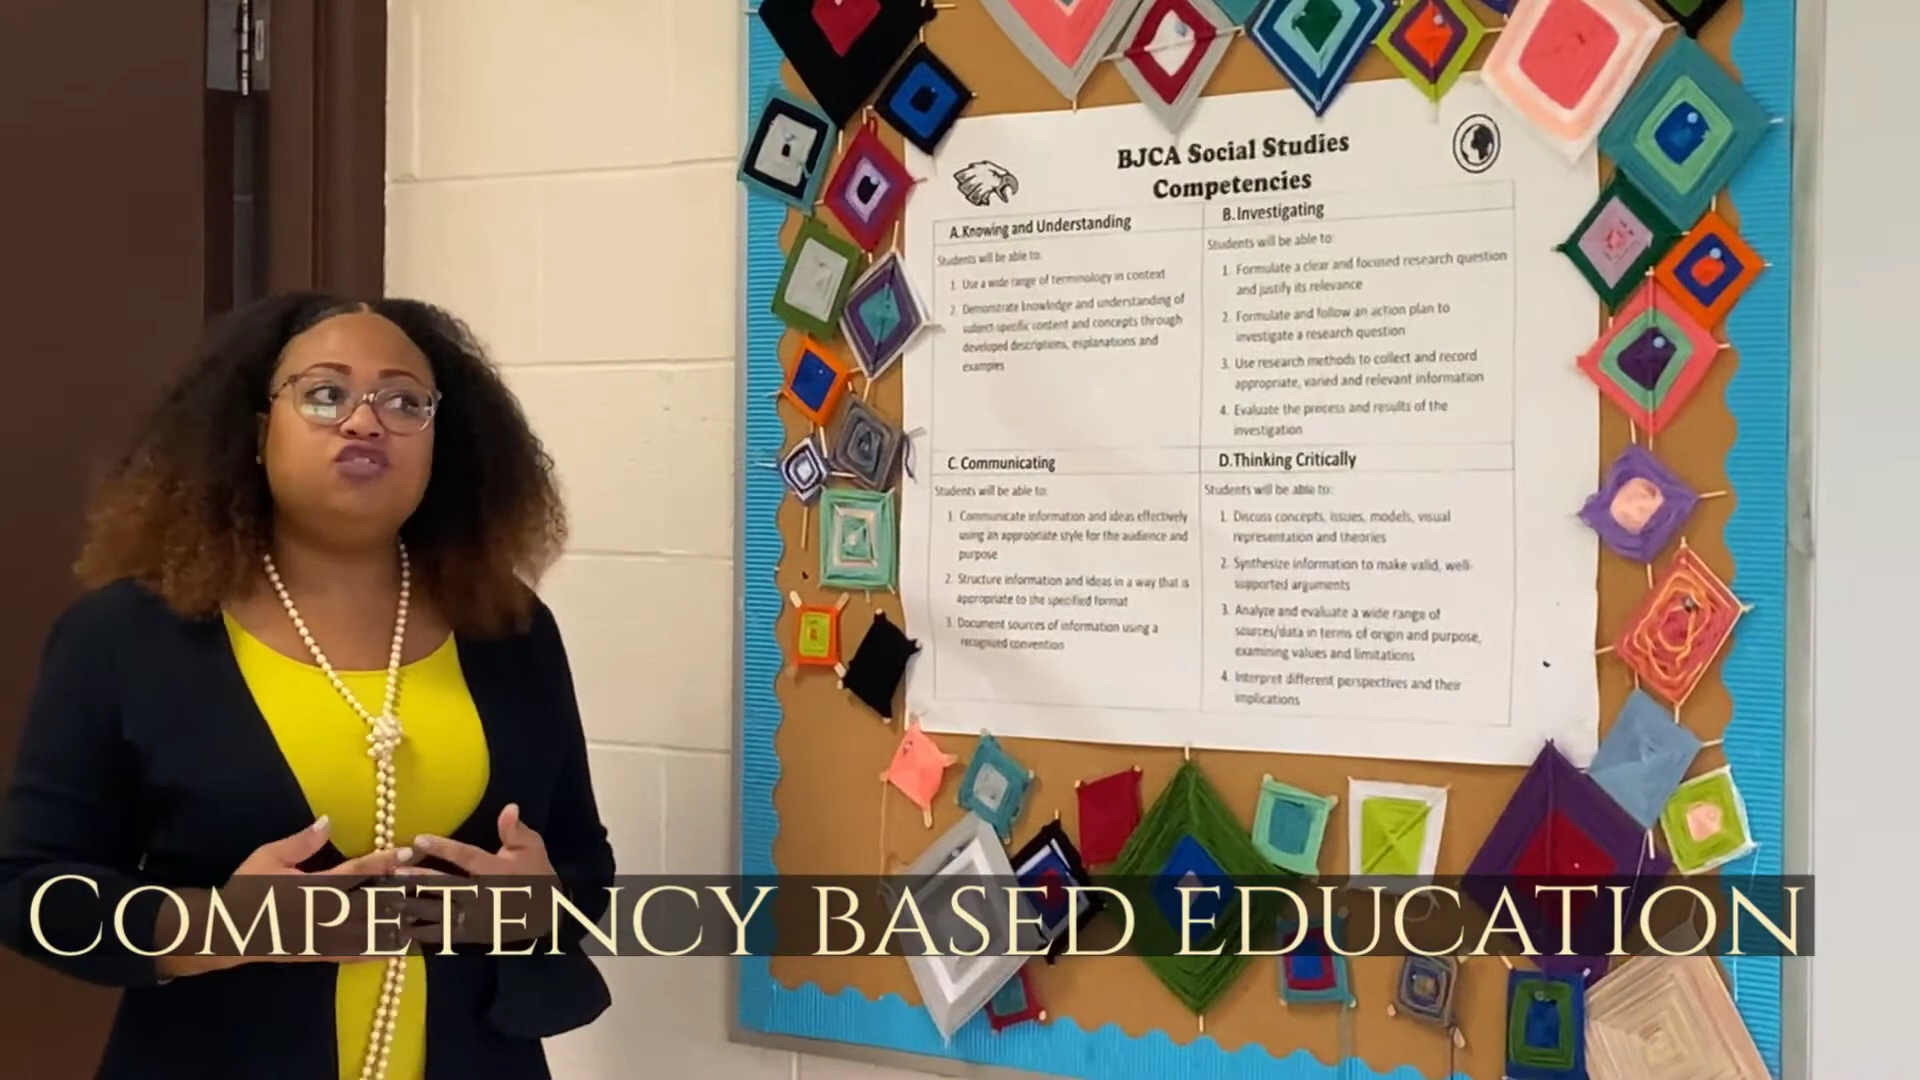 BJCA Social Studies
Competencies
A. Knowing and Understanding
Students will be able to:
1. Use a wide range of terminology in context
2. Demonstrate knowledge and understanding of
subject-specific content and concepts through
developed descriptions, explanations and
examples
B. Investigating
Students will be able to:
1. Formulate a clear and focused research question
and justify its relevance
2. Formulate and follow an action plan to
investigate a research question
3. Use research methods to collect and record
appropriate, varied and relevant information
4. Evaluate the process and results of the
investigation
C. Communicating
Students will be able to:
1. Communicate information and ideas effectively
using an appropriate style for the audience and
purpose
2. Structure information and ideas in a way that is
appropriate to the specified format
3. Document sources of information using a
recognized convention
D. Thinking Critically
Students will be able to:
1. Discuss concepts, issues, models, visual
representation and theories
2. Synthesize information to make valid, well-
supported arguments
3. Analyze and evaluate a wide range of
sources/data in terms of origin and purpose,
examining values and limitations
4. Interpret different perspectives and their
implications
COMPETENCY BASED EDUCATION